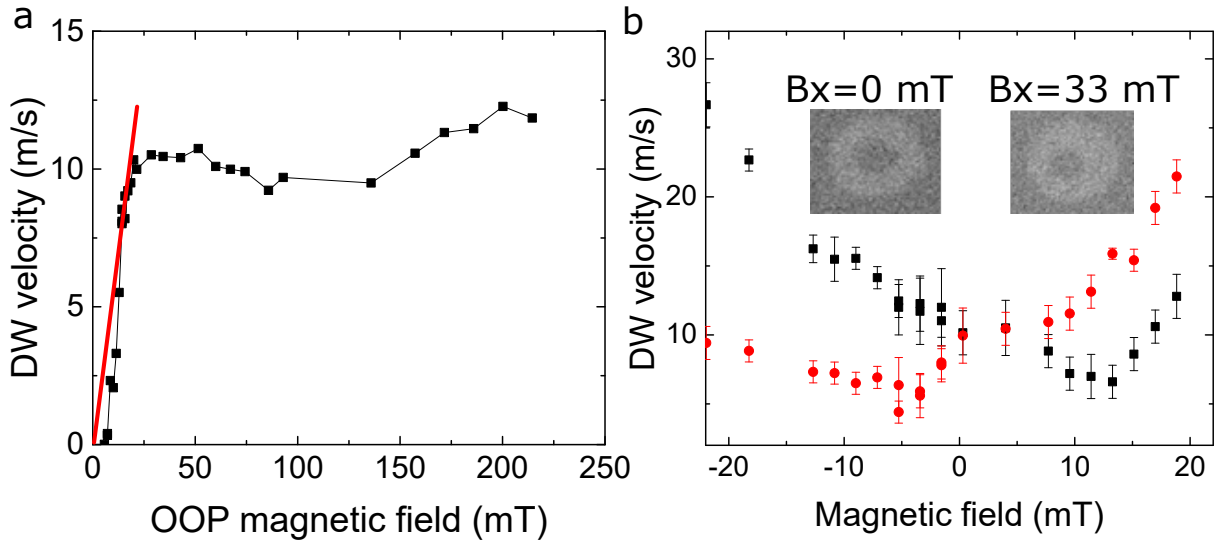 a
15
10
5
0
DW velocity (m/s)
0 50 100 150 200 250
OOP magnetic field (mT)
b
30
20
10
DW velocity (m/s)
Bx=0 mT Bx=33 mT
-20 -10 0 10 20
Magnetic field (mT)